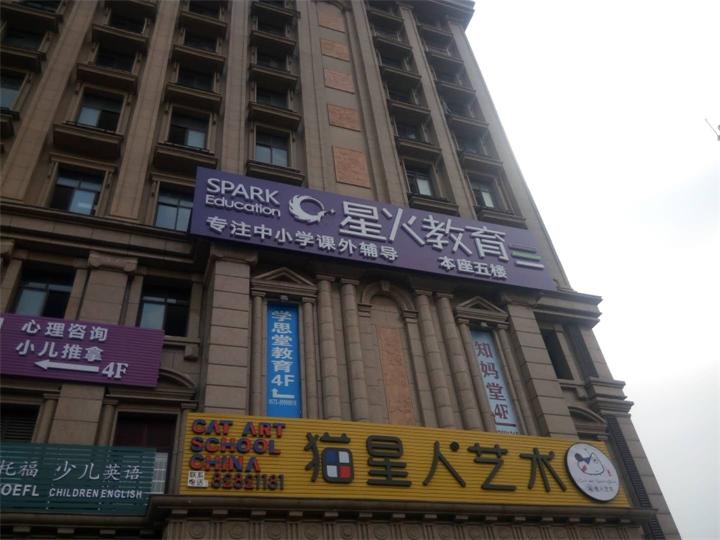 SPARK
Education
星火教育
专注中小学课外辅导
本座五楼
心理咨询
小儿推拿
4F
学思堂教育
4F
知妈堂
4F
CAT ART
SCHOOL
CHINA
82821181
猫星人艺术
托福 少儿英语
TOEFL CHILDREN ENGLISH